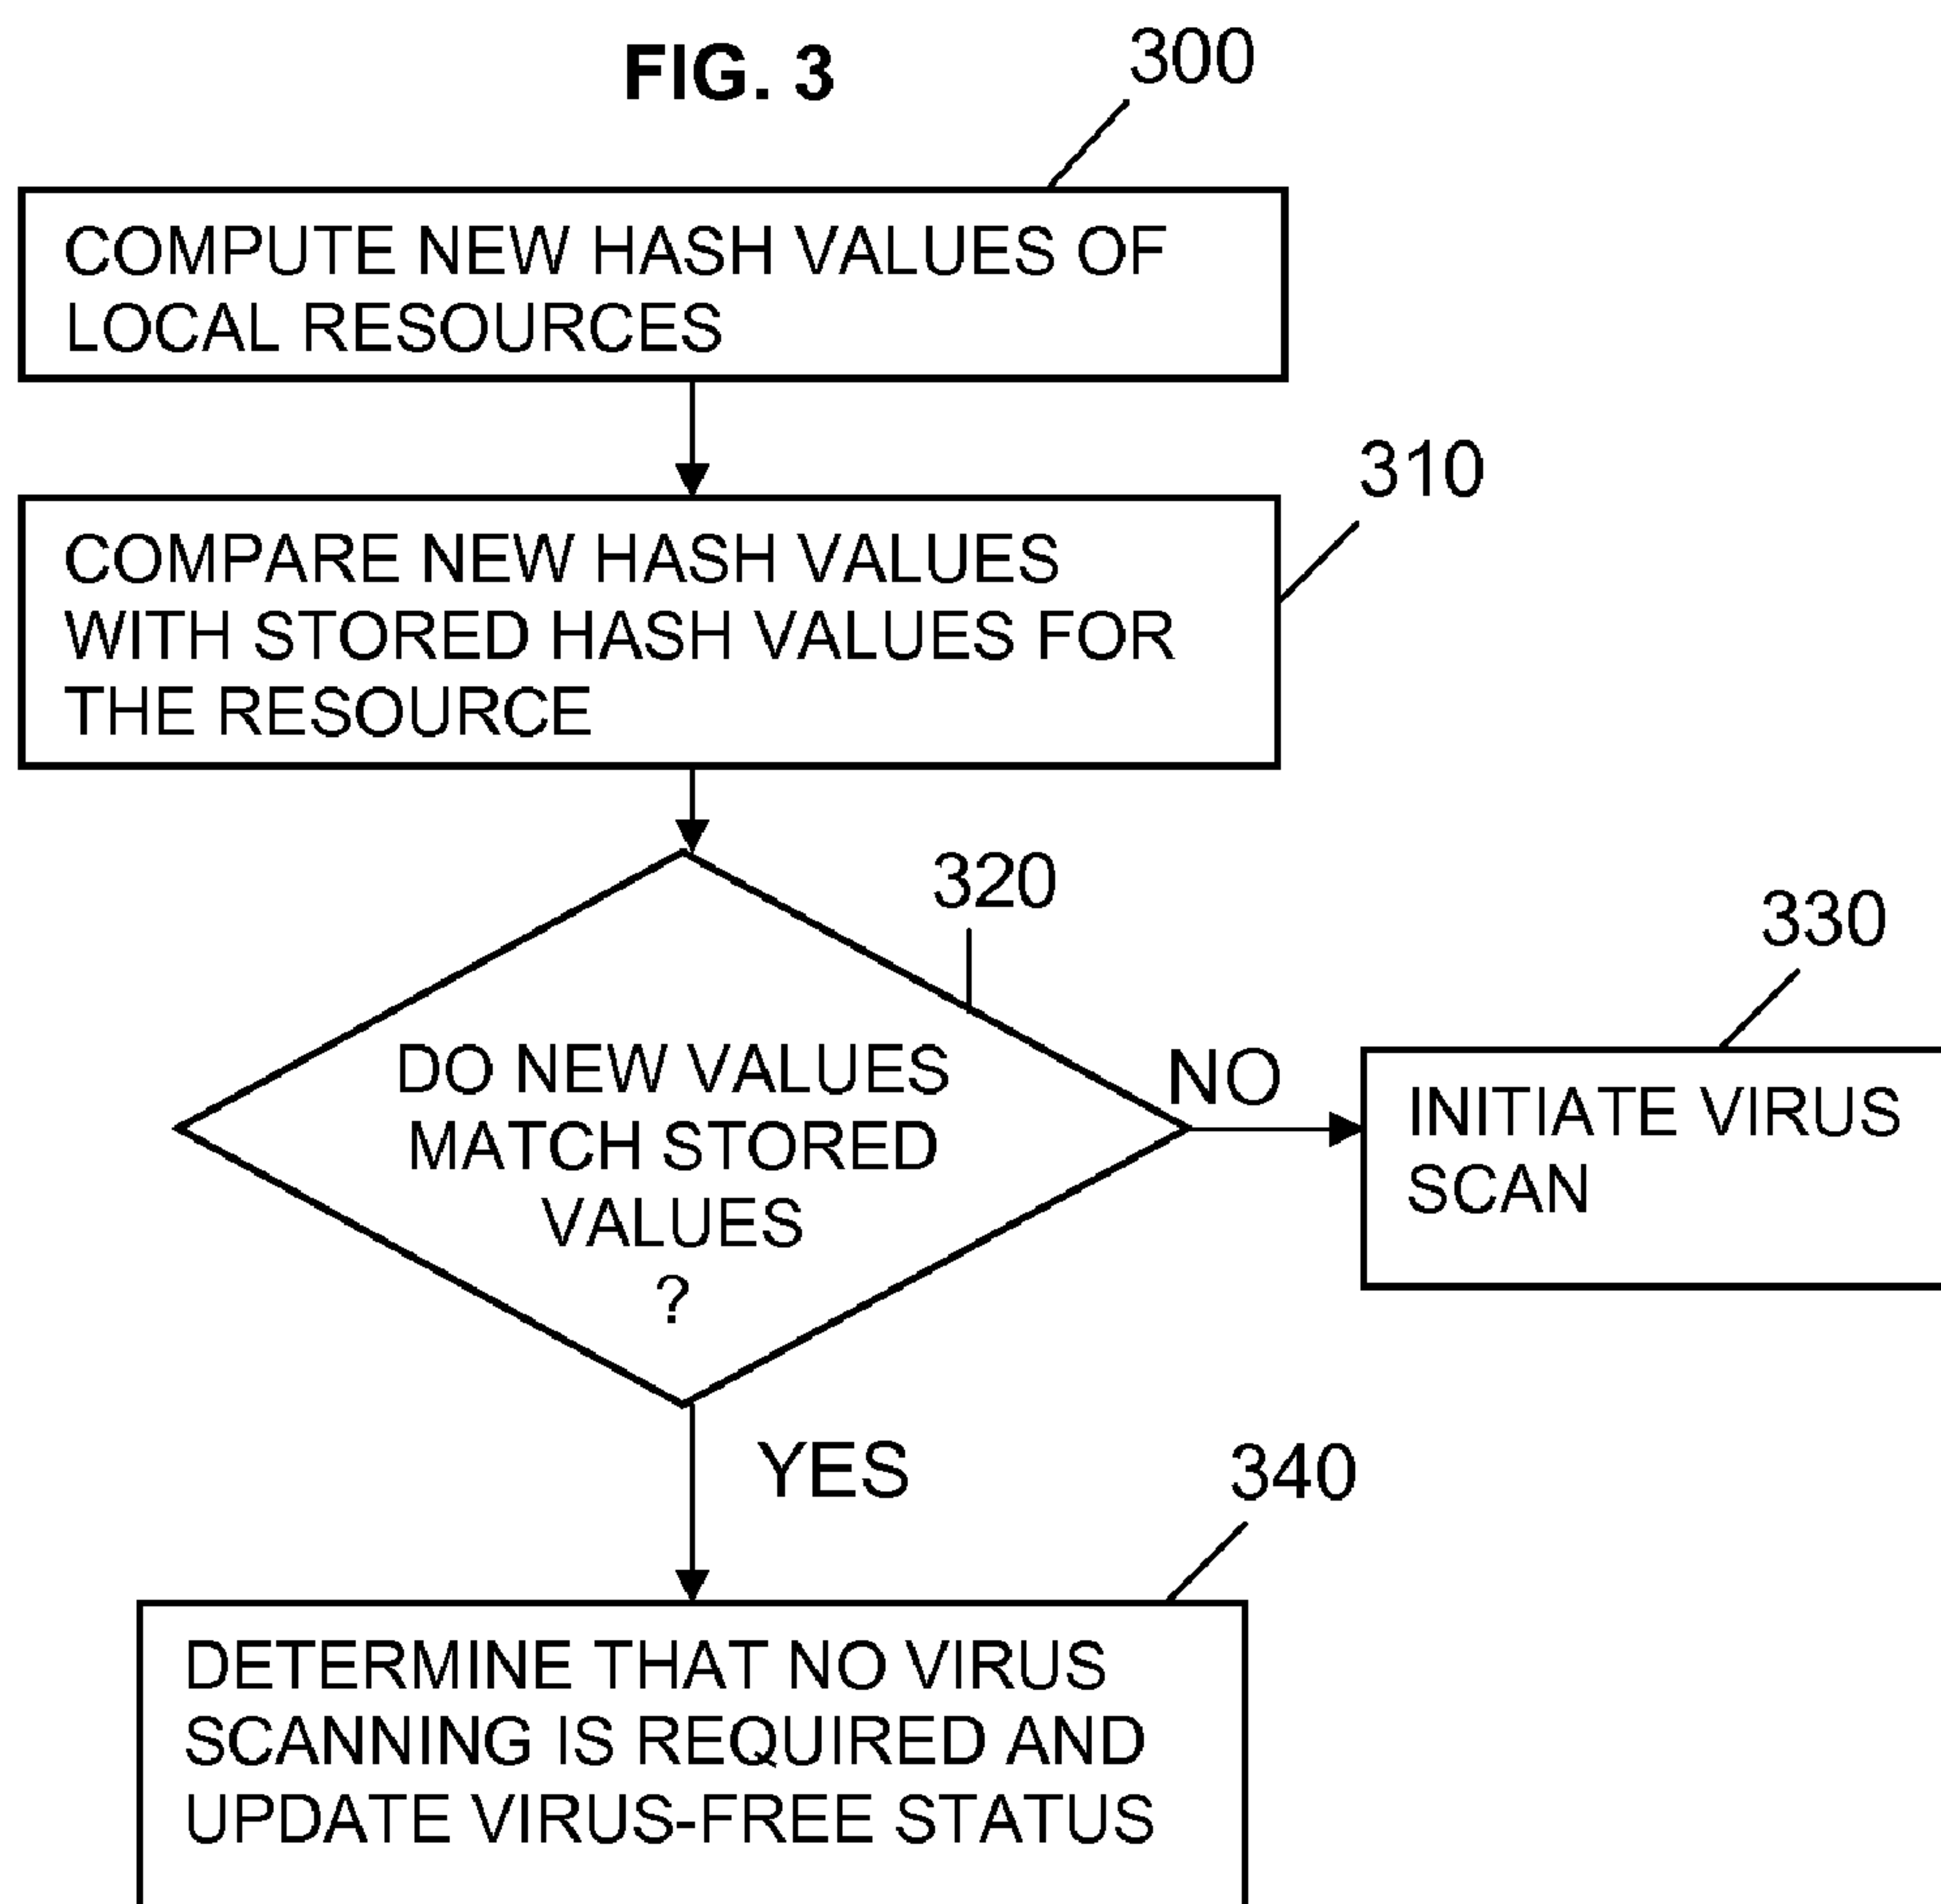 FIG. 3
300
COMPUTE NEW HASH VALUES OF
LOCAL RESOURCES
310
COMPARE NEW HASH VALUES
WITH STORED HASH VALUES FOR
THE RESOURCE
320
DO NEW VALUES
MATCH STORED
VALUES
?
NO
330
INITIATE VIRUS
SCAN
YES
340
DETERMINE THAT NO VIRUS
SCANNING IS REQUIRED AND
UPDATE VIRUS-FREE STATUS